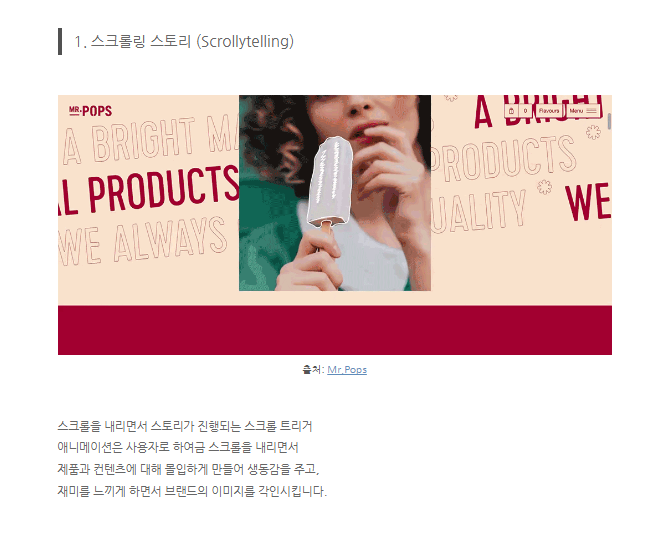 1. 스크롤링 스토리 (Scrollytelling)
MR.POPS
0
Flavours
Menu
A BRIGHT MA
A BRIGHT
AL PRODUCTS
PRODUCTS
WE ALWAYS
UALITY
WE
출처: Mr.Pops
스크롤을 내리면서 스토리가 진행되는 스크롤 트리거
애니메이션은 사용자로 하여금 스크롤을 내리면서
제품과 컨텐츠에 대해 몰입하게 만들어 생동감을 주고,
재미를 느끼게 하면서 브랜드의 이미지를 각인시킵니다.